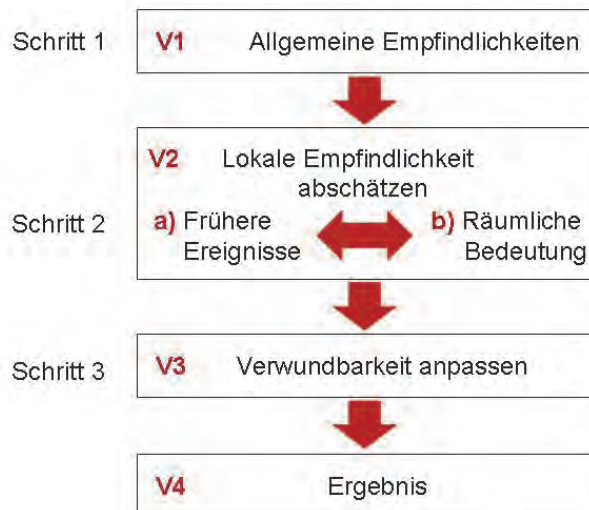 Schritt 1
V1 Allgemeine Empfindlichkeiten
V2 Lokale Empfindlichkeit
abschätzen
Schritt 2
a) Frühere
Ereignisse
b) Räumliche
Bedeutung
Schritt 3
V3 Verwundbarkeit anpassen
V4 Ergebnis